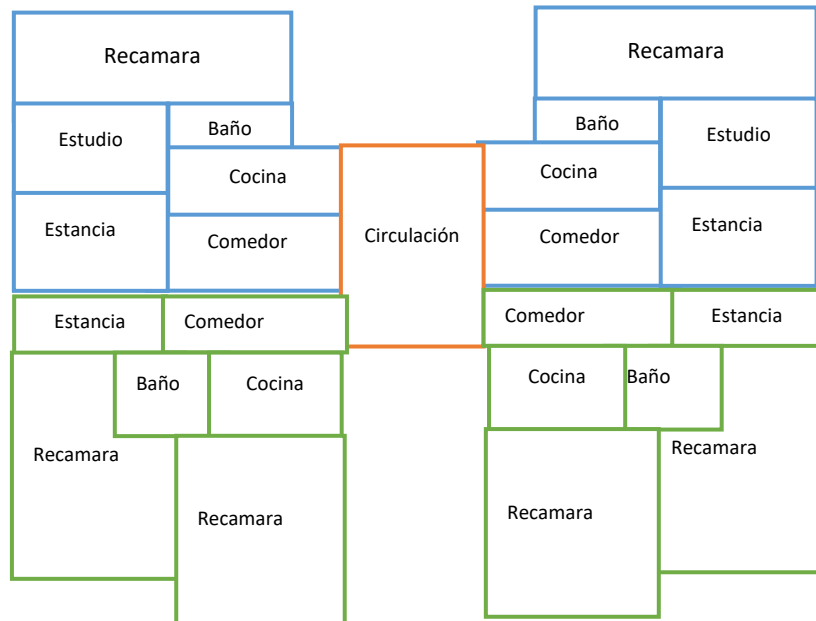 Recamara
Estudio
Baño
Cocina
Estancia
Comedor
Circulación
Recamara
Baño
Estudio
Cocina
Comedor
Estancia
Estancia
Comedor
Baño
Cocina
Recamara
Recamara
Comedor
Estancia
Cocina
Baño
Recamara
Recamara